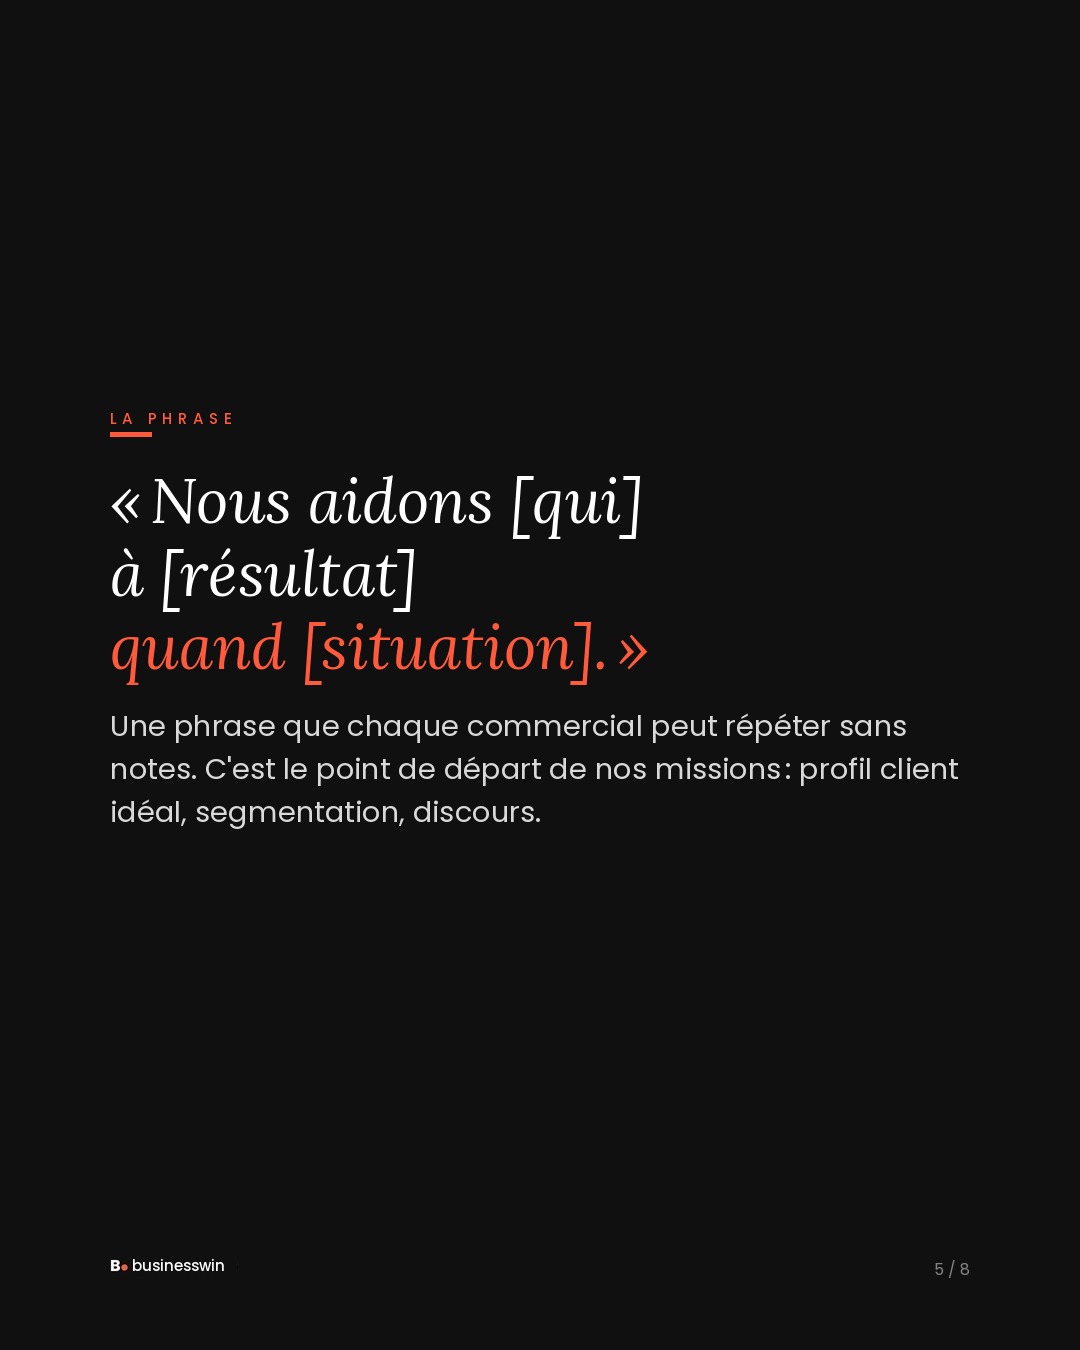 LA PHRASE
« Nous aidons [qui]
à [résultat]
quand [situation]. »
Une phrase que chaque commercial peut répéter sans
notes. C'est le point de départ de nos missions : profil client
idéal, segmentation, discours.
B• businesswin
5 / 8